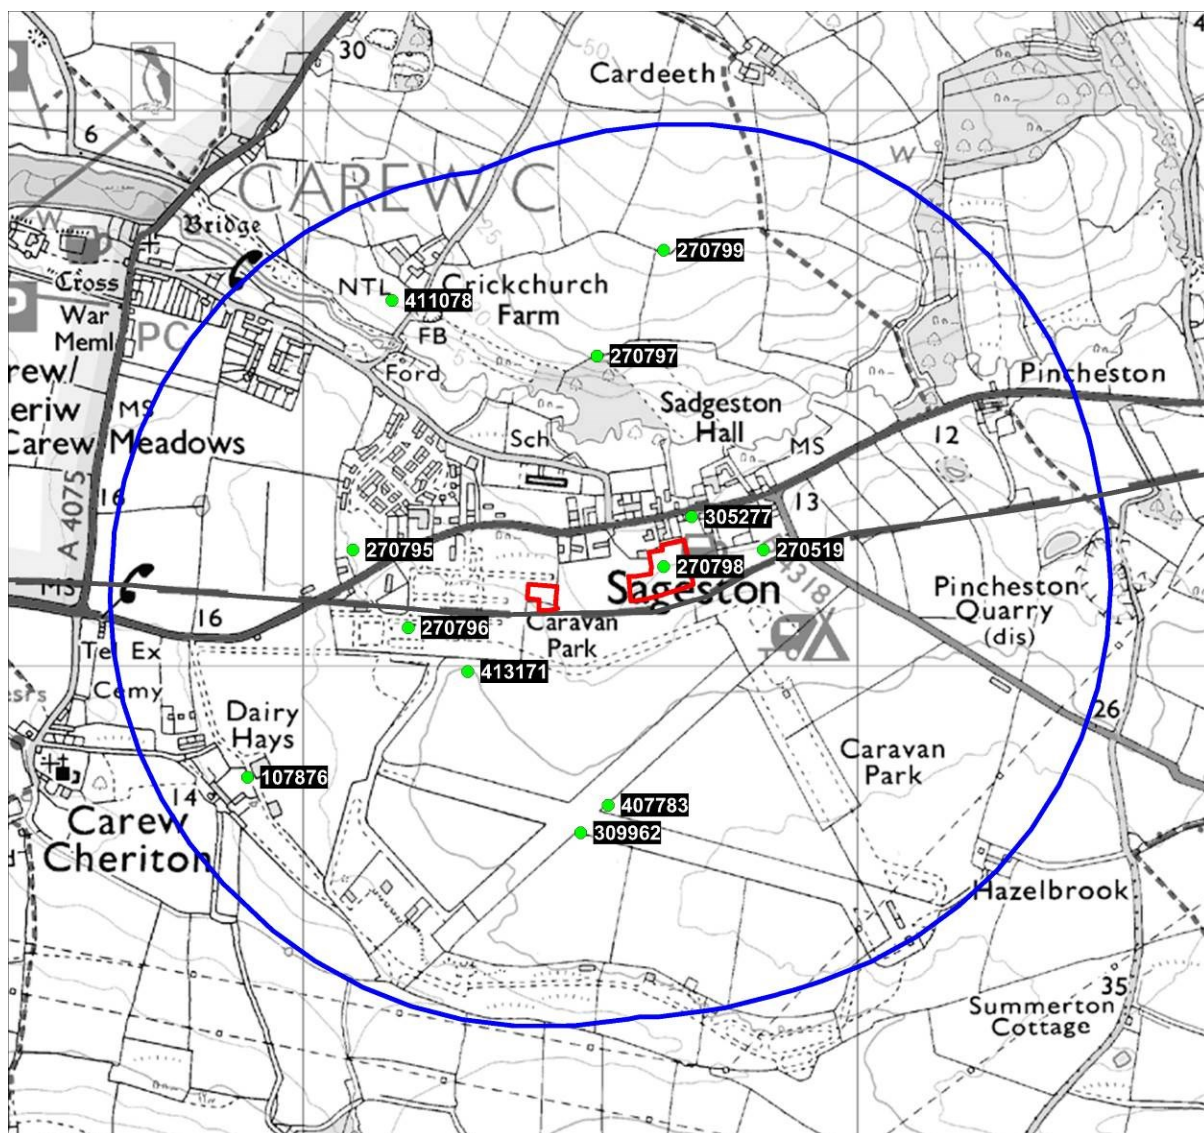 30
50
Cardeeth
6
W
CAREW C
25
Bridge
W
270799
NTL
411078
Crickchurch
Farm
Cross
War
Meml
PC
FB
270797
Ford
Pincheston
rew/
eriw
Carew
MS
Meadows
Sadgeston
Hall
Sch
MS
12
16
A 4075
13
305277
270795
270519
270798
Sageston
4318
MS
16
Caravan
Park
270796
Pincheston
Quarry
(dis)
Tel Ex
Cemy
413171
26
Dairy
Hays
Caravan
Park
107876
14
407783
Carew
Cheriton
309962
Hazelbrook
35
Summerton
Cottage